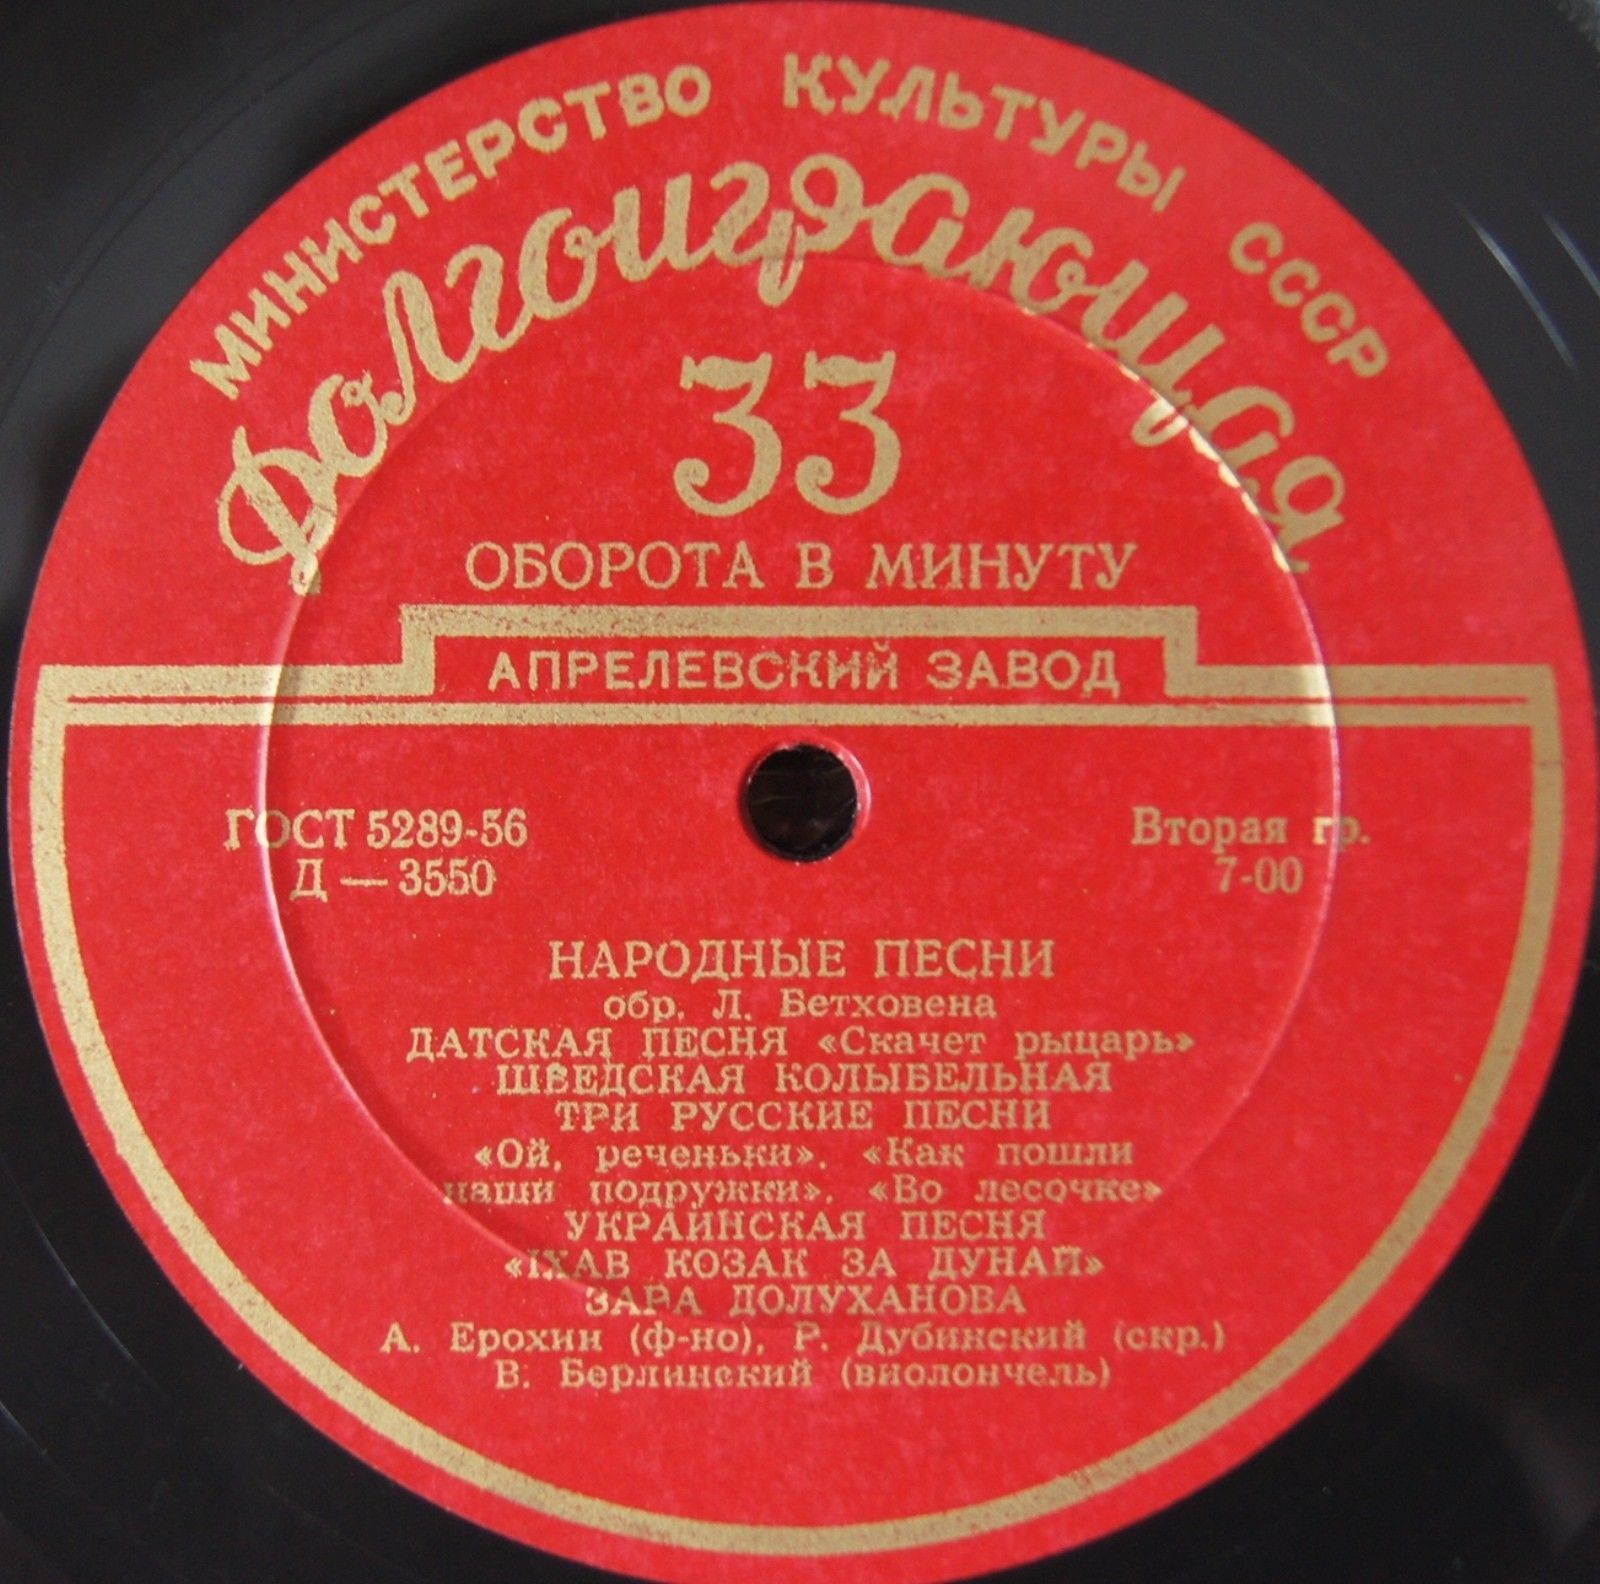 МИНИСТЕРСТВО КУЛЬТУРЫ СССР
Долгоиграющая
33
ОБОРОТА В МИНУТУ
АПРЕЛЕВСКИЙ ЗАВОД
ГОСТ 5289-56
Д — 3550
Вторая гр.
7-00
НАРОДНЫЕ ПЕСНИ
обр. Л. Бетховена
ДАТСКАЯ ПЕСНЯ «Скачет рыцарь»
ШВЕДСКАЯ КОЛЫБЕЛЬНАЯ
ТРИ РУССКИЕ ПЕСНИ
«Ой, реченьки», «Как пошли
наши подружки», «Во лесочке»
УКРАИНСКАЯ ПЕСНЯ
«ІХАВ КОЗАК ЗА ДУНАЙ»
ЗАРА ДОЛУХАНОВА
А. Ерохин (ф-но), Р. Дубинский (скр.)
В. Берлинский (виолончель)